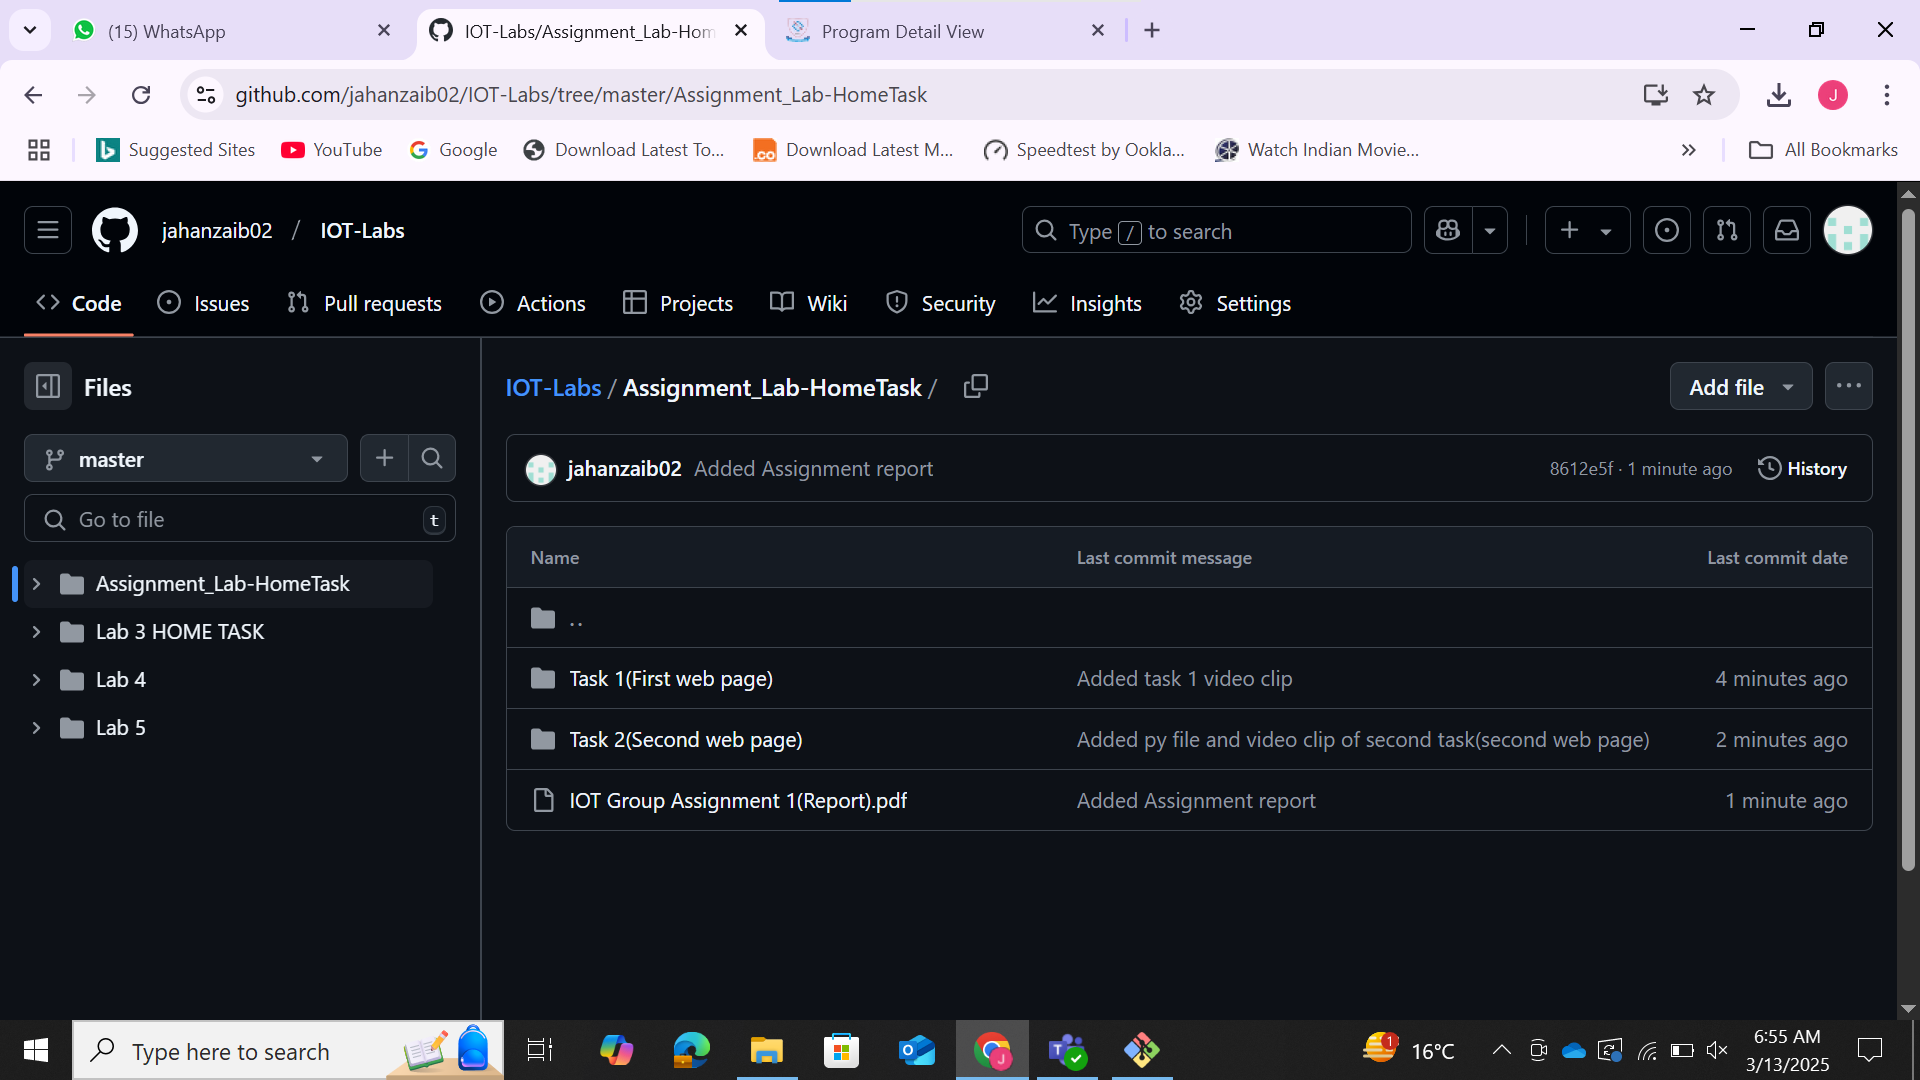 (15) WhatsApp
IOT-Labs/Assignment_Lab-Hom
Program Detail View
github.com/jahanzaib02/IOT-Labs/tree/master/Assignment_Lab-HomeTask
J
Suggested Sites
YouTube
Google
Download Latest To...
Download Latest M...
Speedtest by Ookla...
Watch Indian Movie...
All Bookmarks
jahanzaib02 / IOT-Labs
Type / to search
Code
Issues
Pull requests
Actions
Projects
Wiki
Security
Insights
Settings
Files
IOT-Labs / Assignment_Lab-HomeTask /
Add file
master
Go to file
t
jahanzaib02 Added Assignment report
8612e5f · 1 minute ago
History
Assignment_Lab-HomeTask
Lab 3 HOME TASK
Lab 4
Lab 5
Name
Last commit message
Last commit date
..
Task 1(First web page)
Added task 1 video clip
4 minutes ago
Task 2(Second web page)
Added py file and video clip of second task(second web page)
2 minutes ago
IOT Group Assignment 1(Report).pdf
Added Assignment report
1 minute ago
Type here to search
J
1
16°C
6:55 AM
3/13/2025